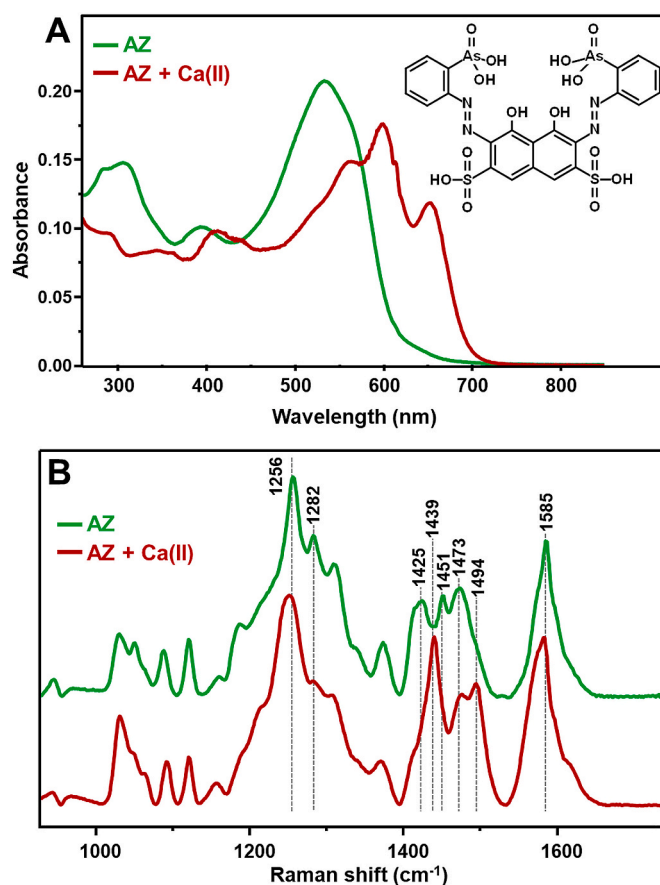 A
AZ
AZ + Ca(II)
O
As
OH
OH
O
As
OH
HO
N
N
OH
OH
N
N
O
HO
S
O
O
S
OH
O
0.20
0.15
0.10
0.05
0.00
Absorbance
300
400
500
600
700
800
Wavelength (nm)
B
AZ
AZ + Ca(II)
1256
1282
1425
1439
1451
1473
1494
1585
1000
1200
1400
1600
Raman shift (cm-1)